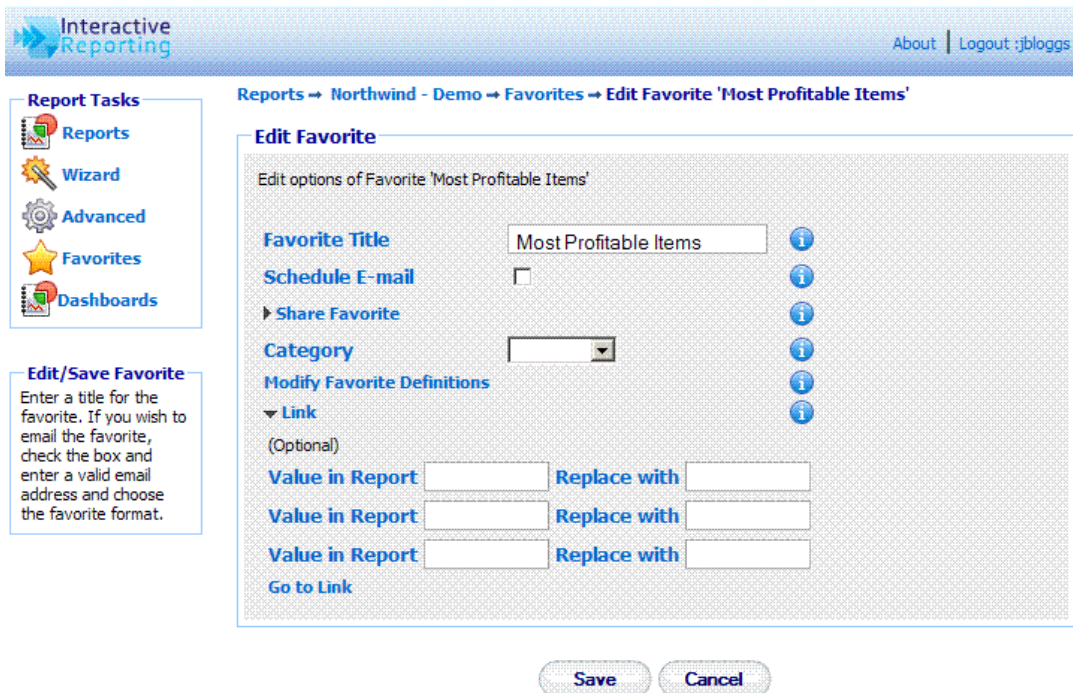 Interactive
Reporting
About | Logout :jbloggs
Report Tasks
Reports
Wizard
Advanced
Favorites
Dashboards
Edit/Save Favorite
Enter a title for the
favorite. If you wish to
email the favorite,
check the box and
enter a valid email
address and choose
the favorite format.
Reports → Northwind - Demo → Favorites → Edit Favorite 'Most Profitable Items'
Edit Favorite
Edit options of Favorite 'Most Profitable Items'
Favorite Title Most Profitable Items
Schedule E-mail
Share Favorite
Category
Modify Favorite Definitions
Link
(Optional)
Value in Report Replace with
Value in Report Replace with
Value in Report Replace with
Go to Link
Save Cancel